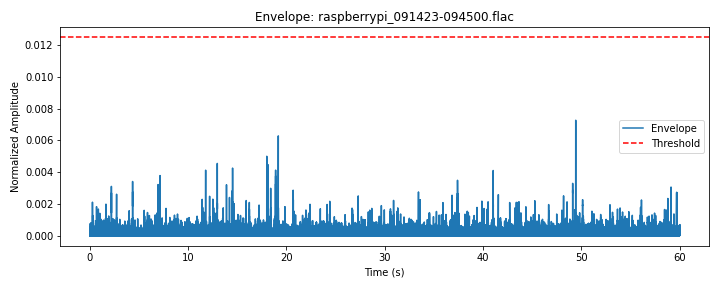 Envelope: raspberrypi_091423-094500.flac
Normalized Amplitude
0.012
0.010
0.008
0.006
0.004
0.002
0.000
Envelope
Threshold
0 10 20 30 40 50 60
Time (s)